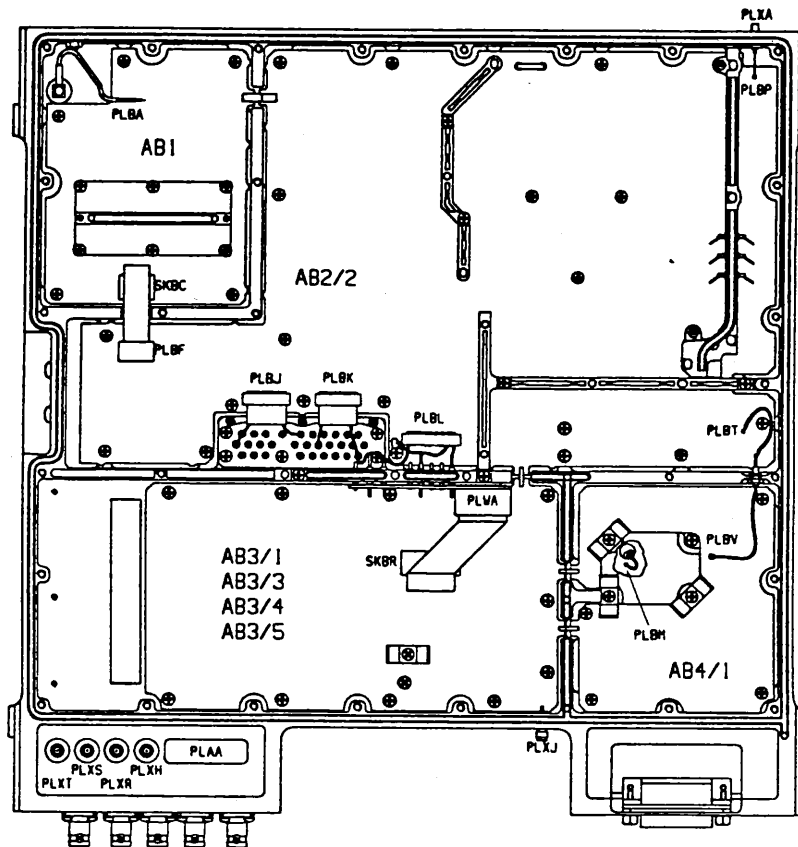 PLXA
PLBP
PLBA
AB1
SKBC
AB2/2
PLBF
PLBJ
PLBK
PLBL
PLBT
PLWA
SKBR
PLBV
AB3/1
AB3/3
AB3/4
AB3/5
PLBM
AB4/1
PLXJ
PLXT
PLXS
PLXR
PLXH
PLAA